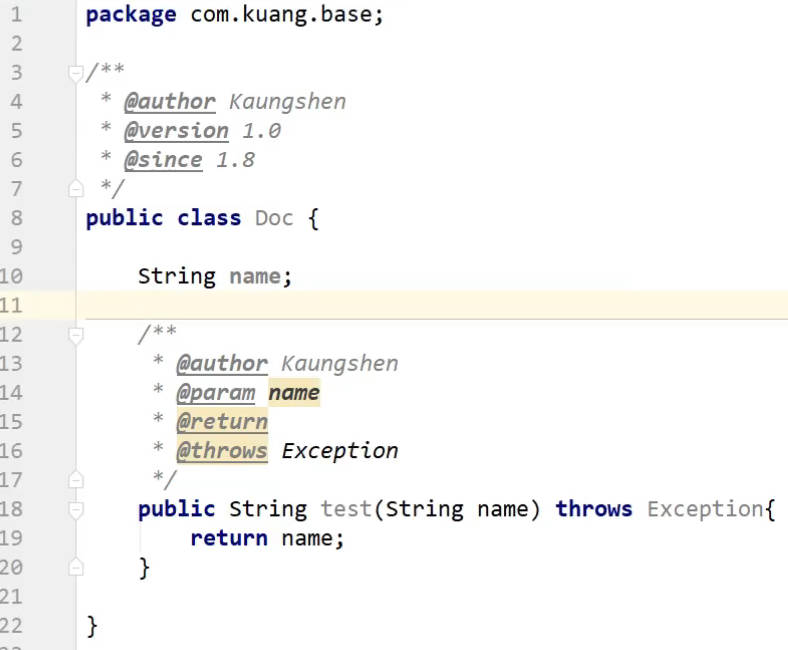 1 package com.kuang.base;
2
3 /**
4 * @author Kaungshen
5 * @version 1.0
6 * @since 1.8
7 */
8 public class Doc {
9
10 String name;
11
12 /**
13 * @author Kaungshen
14 * @param name
15 * @return
16 * @throws Exception
17 */
18 public String test(String name) throws Exception{
19 return name;
20 }
21
22 }